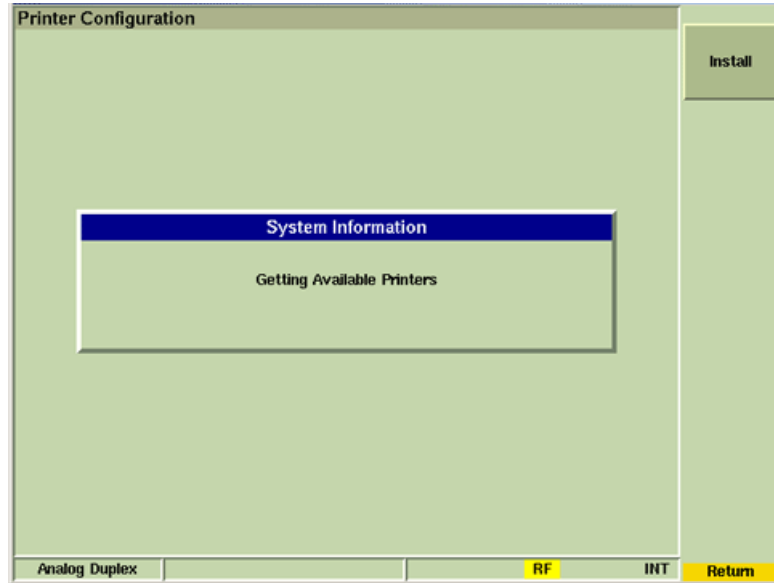 Printer Configuration
Install
System Information
Getting Available Printers
Analog Duplex
RF
INT
Return